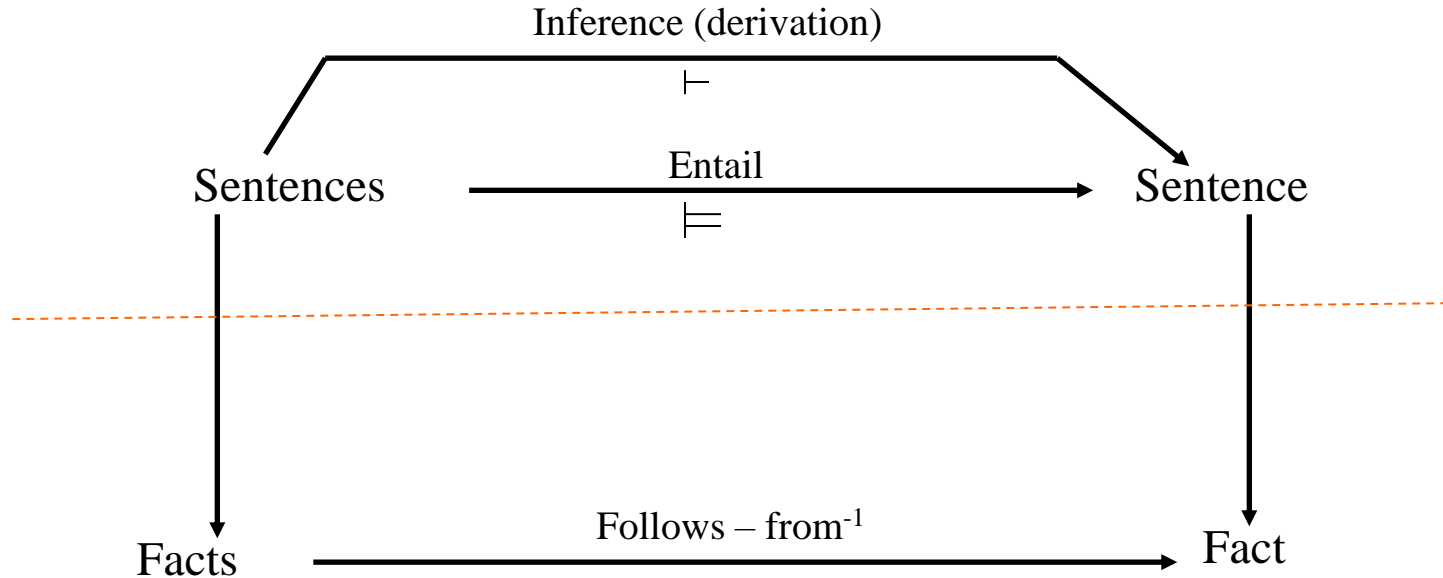 Inference (derivation)
⊢
Entail
Sentences
Sentence
⊨
Follows – from⁻¹
Facts
Fact